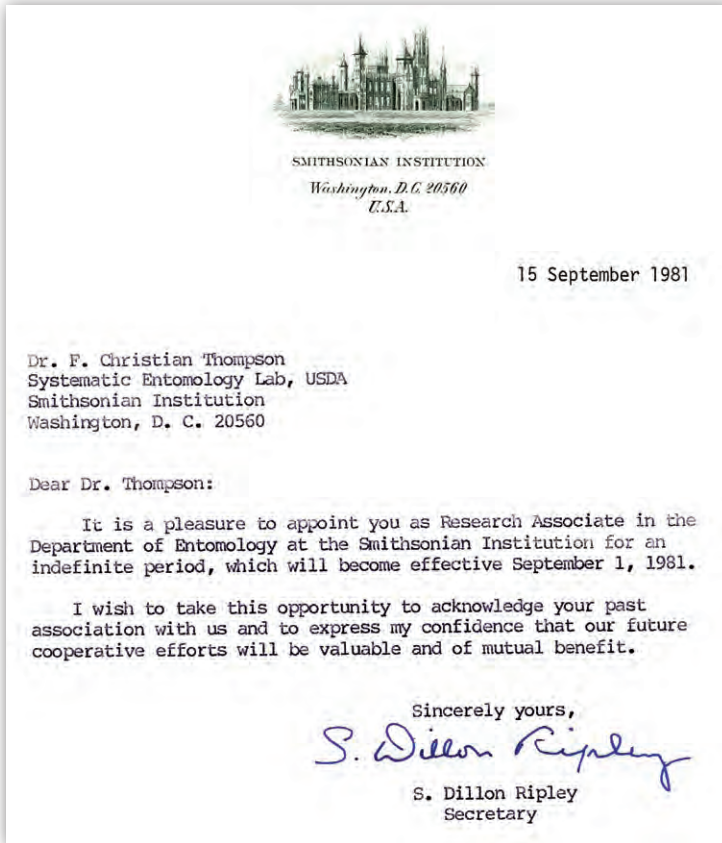 SMITHSONIAN INSTITUTION
Washington, D.C. 20560
U.S.A.
15 September 1981
Dr. F. Christian Thompson
Systematic Entomology Lab, USDA
Smithsonian Institution
Washington, D. C. 20560
Dear Dr. Thompson:
It is a pleasure to appoint you as Research Associate in the
Department of Entomology at the Smithsonian Institution for an
indefinite period, which will become effective September 1, 1981.
I wish to take this opportunity to acknowledge your past
association with us and to express my confidence that our future
cooperative efforts will be valuable and of mutual benefit.
Sincerely yours,
S. Dillon Ripley
S. Dillon Ripley
Secretary